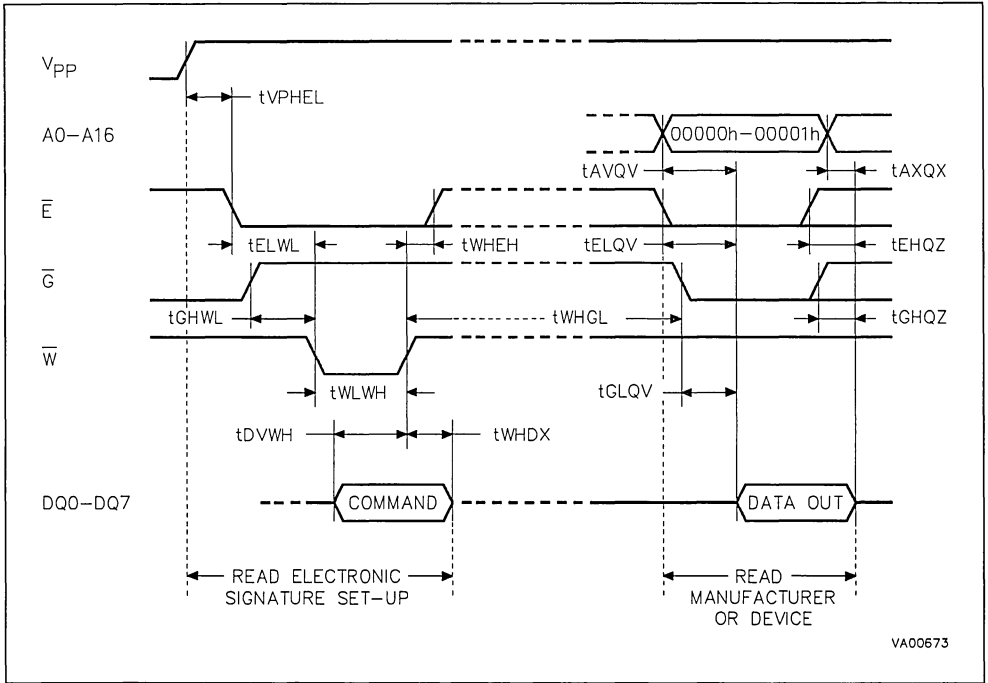 VPP
tVPHEL
A0-A16
00000h-00001h
tAVQV
tAXQX
E
tELWL
tWHEH
tELQV
tEHQZ
G
tGHWL
tWHGL
tGHQZ
W
tWLWH
tGLQV
tDVWH
tWHDX
DQ0-DQ7
COMMAND
DATA OUT
READ ELECTRONIC
SIGNATURE SET-UP
READ
MANUFACTURER
OR DEVICE
VA00673